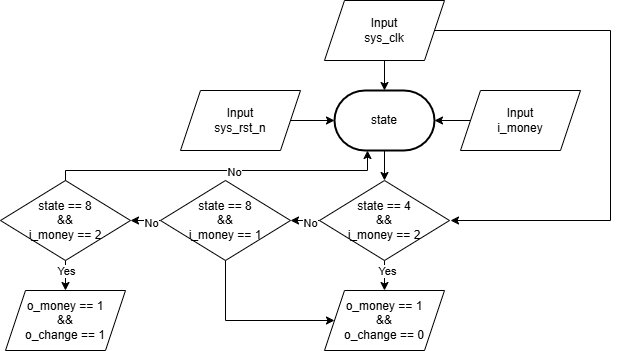 Input
sys_clk
Input
sys_rst_n
state
Input
i_money
No
state == 8
&&
i_money == 2
No
state == 8
&&
i_money == 1
No
state == 4
&&
i_money == 2
Yes
Yes
o_money == 1
&&
o_change == 1
o_money == 1
&&
o_change == 0